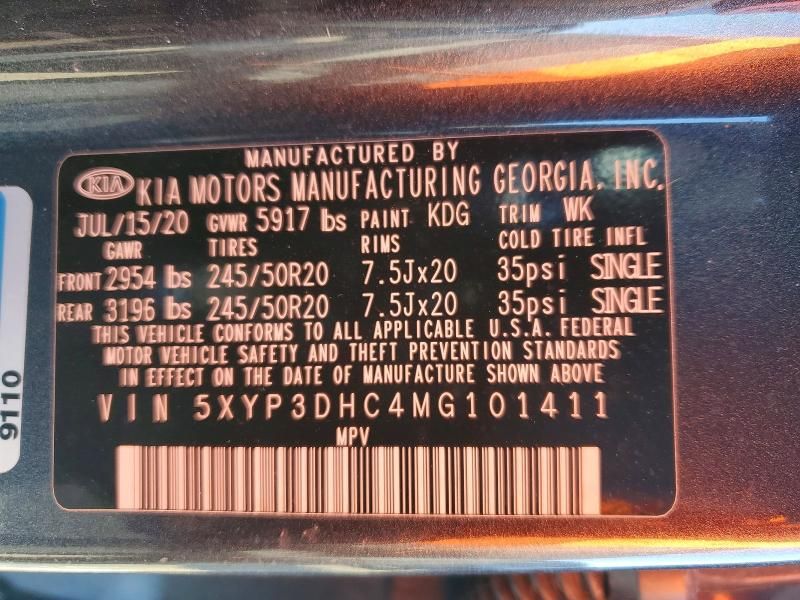 MANUFACTURED BY
KIA KIA MOTORS MANUFACTURING GEORGIA, INC.
JUL/15/20 GVWR 5917 lbs PAINT KDG TRIM WK
GAWR TIRES RIMS COLD TIRE INFL
FRONT 2954 lbs 245/50R20 7.5Jx20 35psi SINGLE
REAR 3196 lbs 245/50R20 7.5Jx20 35psi SINGLE
THIS VEHICLE CONFORMS TO ALL APPLICABLE U.S.A. FEDERAL
MOTOR VEHICLE SAFETY AND THEFT PREVENTION STANDARDS
IN EFFECT ON THE DATE OF MANUFACTURE SHOWN ABOVE
VIN 5XYP3DHC4MG101411
MPV
9110